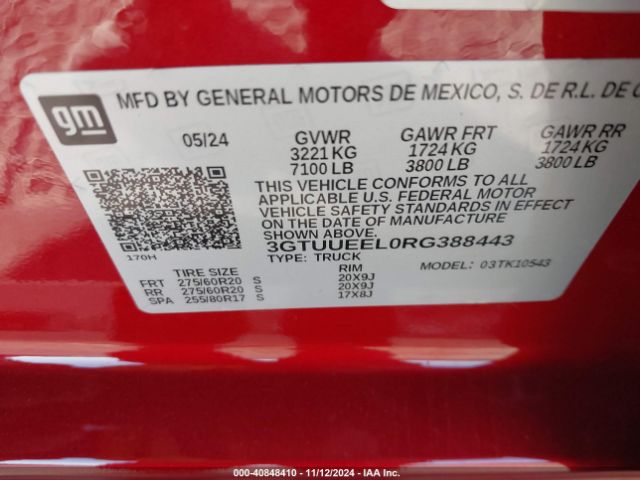 gm
MFD BY GENERAL MOTORS DE MEXICO, S. DE R.L. DE C
05/24 GVWR GAWR FRT GAWR RR
3221 KG 1724 KG 1724 KG
7100 LB 3800 LB 3800 LB
THIS VEHICLE CONFORMS TO ALL
APPLICABLE U.S. FEDERAL MOTOR
VEHICLE SAFETY STANDARDS IN EFFECT
ON THE DATE OF MANUFACTURE
SHOWN ABOVE.
170H 3GTUUEEL0RG388443
TYPE: TRUCK MODEL: 03TK10543
TIRE SIZE RIM
FRT 275/60R20 S 20X9J
RR 275/60R20 S 20X9J
SPA 255/80R17 S 17X8J
(000-40848410 - 11/12/2024 - IAA Inc.)